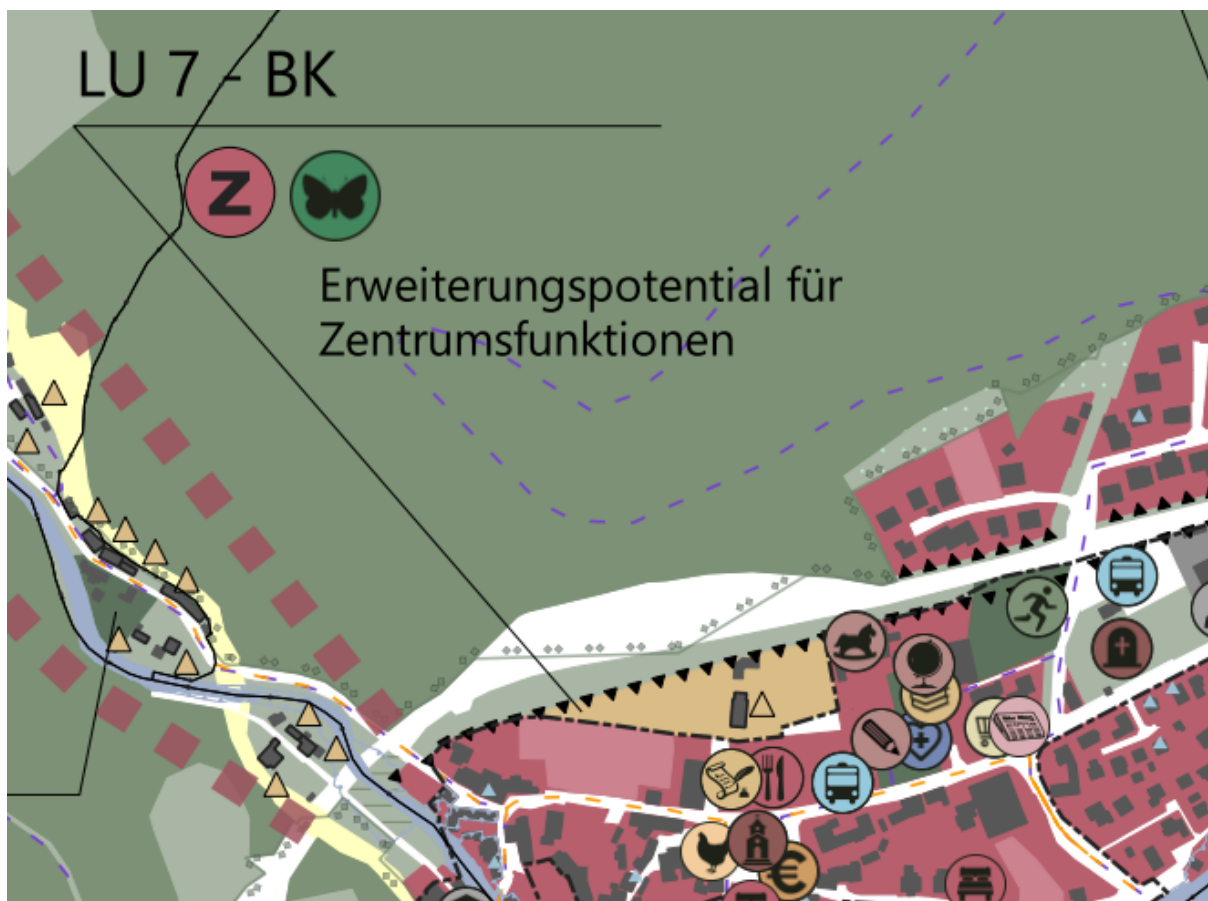 LU 7 - BK
Z
Erweiterungspotential für
Zentrumsfunktionen
€